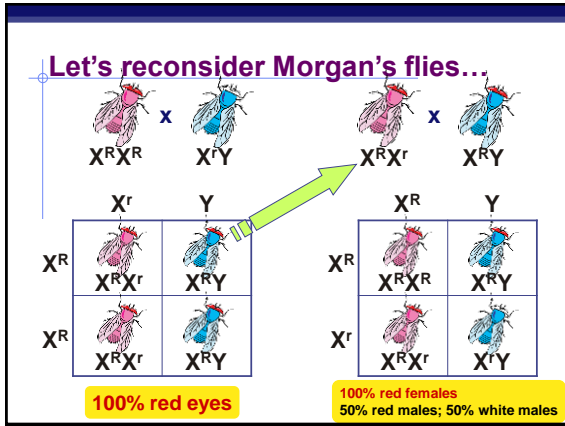 Let's reconsider Morgan's flies…
x
x
XRXR
XrY
XRXr
XRY
Xr
Y
XR
Y
XR
XRXr
XRY
XR
XRXR
XRY
XR
XRXr
XRY
Xr
XRXr
XrY
100% red eyes
100% red females
50% red males; 50% white males